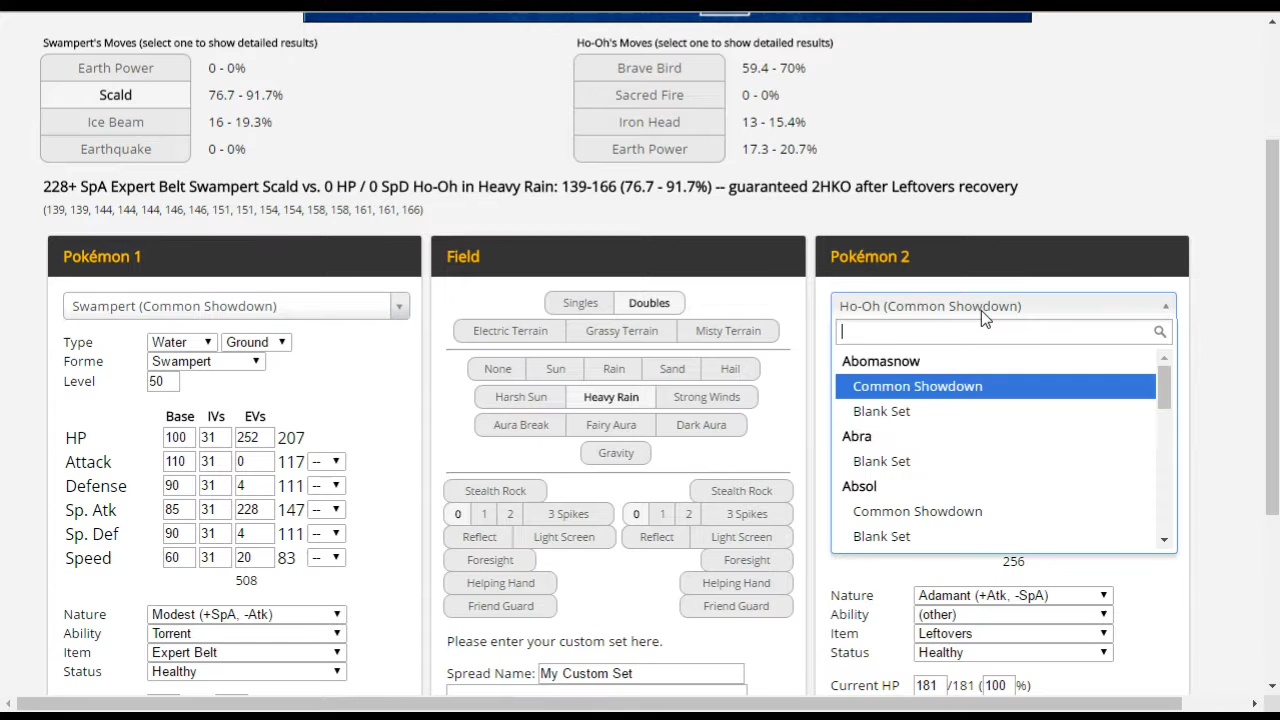 Swampert's Moves (select one to show detailed results)
Earth Power 0 - 0%
Scald 76.7 - 91.7%
Ice Beam 16 - 19.3%
Earthquake 0 - 0%
Ho-Oh's Moves (select one to show detailed results)
Brave Bird 59.4 - 70%
Sacred Fire 0 - 0%
Iron Head 13 - 15.4%
Earth Power 17.3 - 20.7%
228+ SpA Expert Belt Swampert Scald vs. 0 HP / 0 SpD Ho-Oh in Heavy Rain: 139-166 (76.7 - 91.7%) -- guaranteed 2HKO after Leftovers recovery
(139, 139, 144, 144, 144, 146, 146, 151, 151, 154, 154, 158, 158, 161, 161, 166)
Pokémon 1
Swampert (Common Showdown)
Type Water Ground
Forme Swampert
Level 50
Base IVs EVs
HP 100 31 252 207
Attack 110 31 0 117 --
Defense 90 31 4 111 --
Sp. Atk 85 31 228 147 --
Sp. Def 90 31 4 111 --
Speed 60 31 20 83 --
508
Nature Modest (+SpA, -Atk)
Ability Torrent
Item Expert Belt
Status Healthy
Field
Singles Doubles
Electric Terrain Grassy Terrain Misty Terrain
None Sun Rain Sand Hail
Harsh Sun Heavy Rain Strong Winds
Aura Break Fairy Aura Dark Aura
Gravity
Stealth Rock Stealth Rock
0 1 2 3 Spikes 0 1 2 3 Spikes
Reflect Light Screen Reflect Light Screen
Foresight Foresight
Helping Hand Helping Hand
Friend Guard Friend Guard
Please enter your custom set here.
Spread Name: My Custom Set
Pokémon 2
Ho-Oh (Common Showdown)
Abomasnow
Common Showdown
Blank Set
Abra
Blank Set
Absol
Common Showdown
Blank Set
256
Nature Adamant (+Atk, -SpA)
Ability (other)
Item Leftovers
Status Healthy
Current HP 181 /181 ( 100 %)